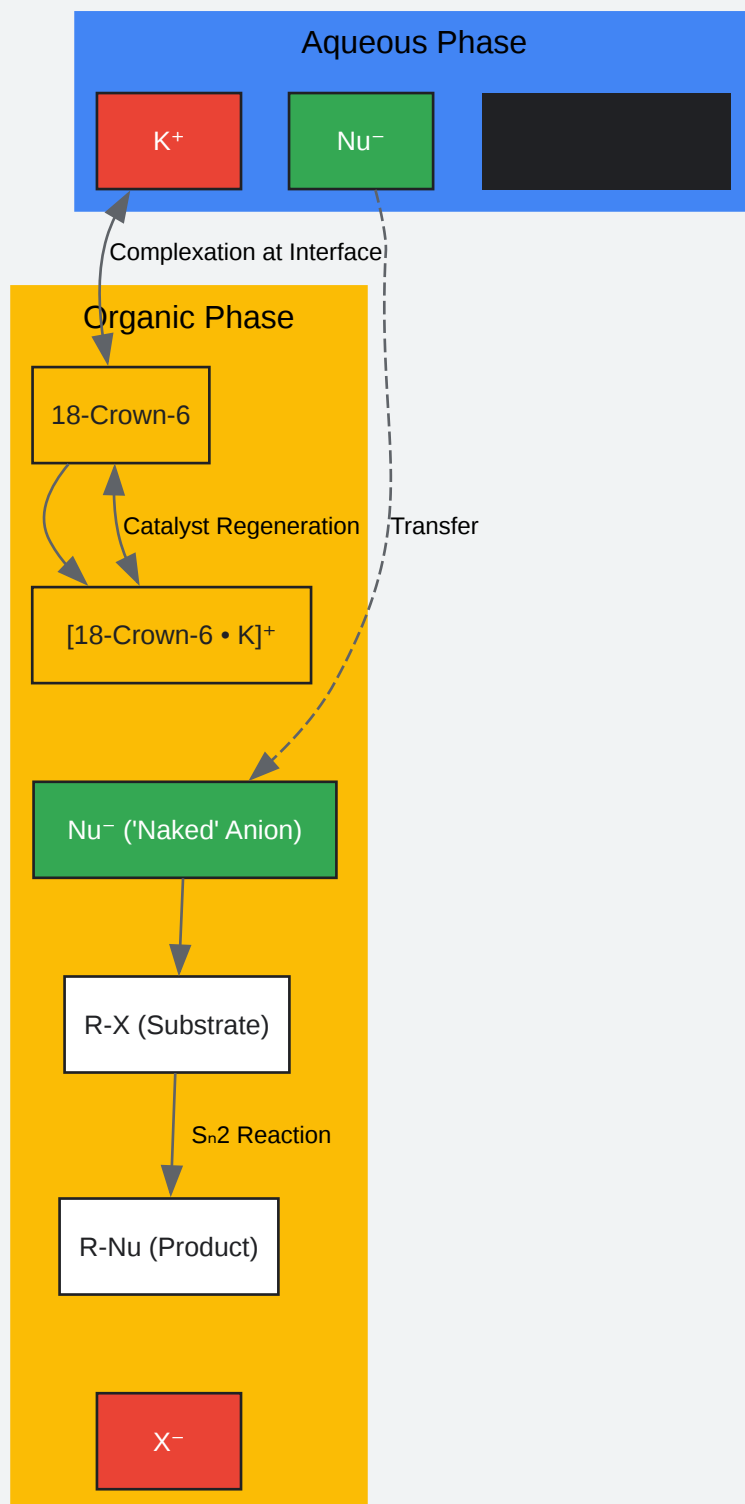 Aqueous Phase
K⁺
Nu⁻
Complexation at Interface
Organic Phase
18-Crown-6
Catalyst Regeneration
Transfer
[18-Crown-6 • K]⁺
Nu⁻ ('Naked' Anion)
R-X (Substrate)
Sₙ2 Reaction
R-Nu (Product)
X⁻